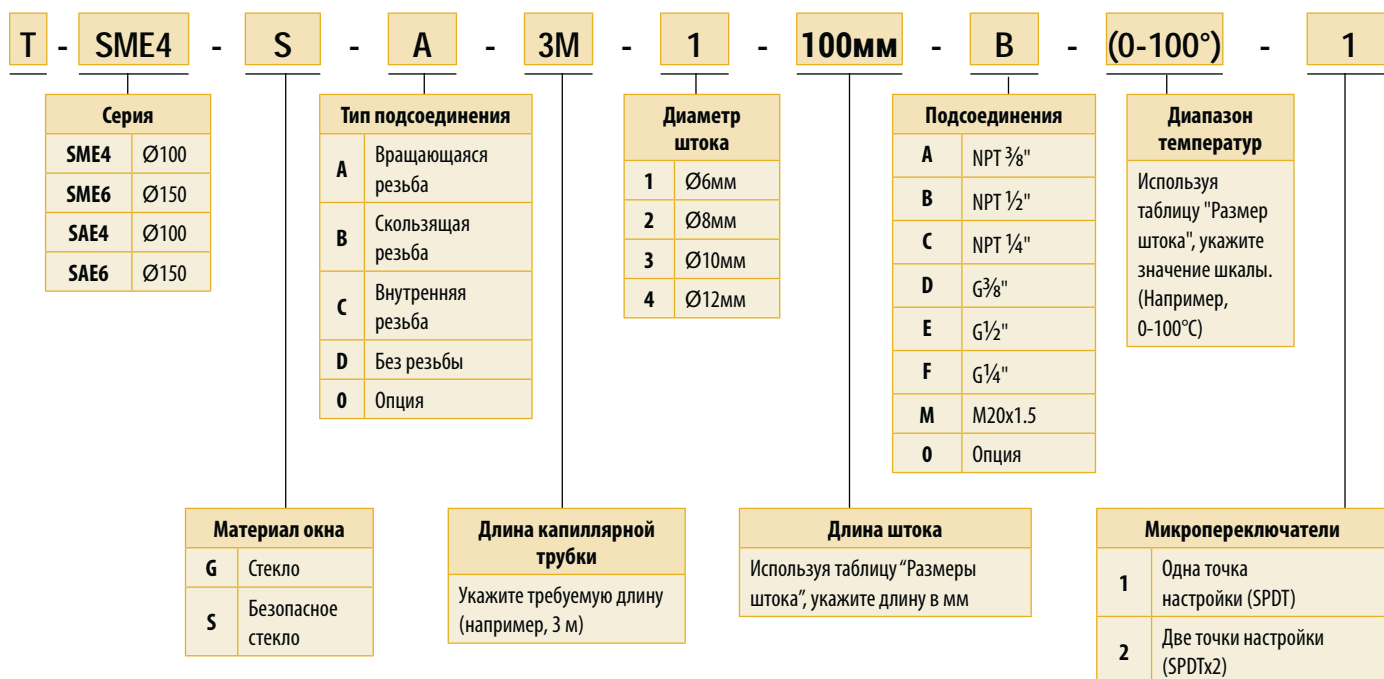 T - SME4 - S - A - 3M - 1 - 100мм - B - (0-100°) - 1
Серия
SME4 Ø100
SME6 Ø150
SAE4 Ø100
SAE6 Ø150
Тип подсоединения
A Вращающаяся
резьба
B Скользящая
резьба
C Внутренняя
резьба
D Без резьбы
0 Опция
Диаметр
штока
1 Ø6мм
2 Ø8мм
3 Ø10мм
4 Ø12мм
Подсоединения
A NPT ⅜"
B NPT ½"
C NPT ¼"
D G⅜"
E G½"
F G¼"
M M20x1.5
0 Опция
Диапазон
температур
Используя
таблицу "Размер
штока", укажите
значение шкалы.
(Например,
0-100°C)
Материал окна
G Стекло
S Безопасное
стекло
Длина капиллярной
трубки
Укажите требуемую длину
(например, 3 м)
Длина штока
Используя таблицу “Размеры
штока”, укажите длину в мм
Микропереключатели
1 Одна точка
настройки (SPDT)
2 Две точки настройки
(SPDTx2)